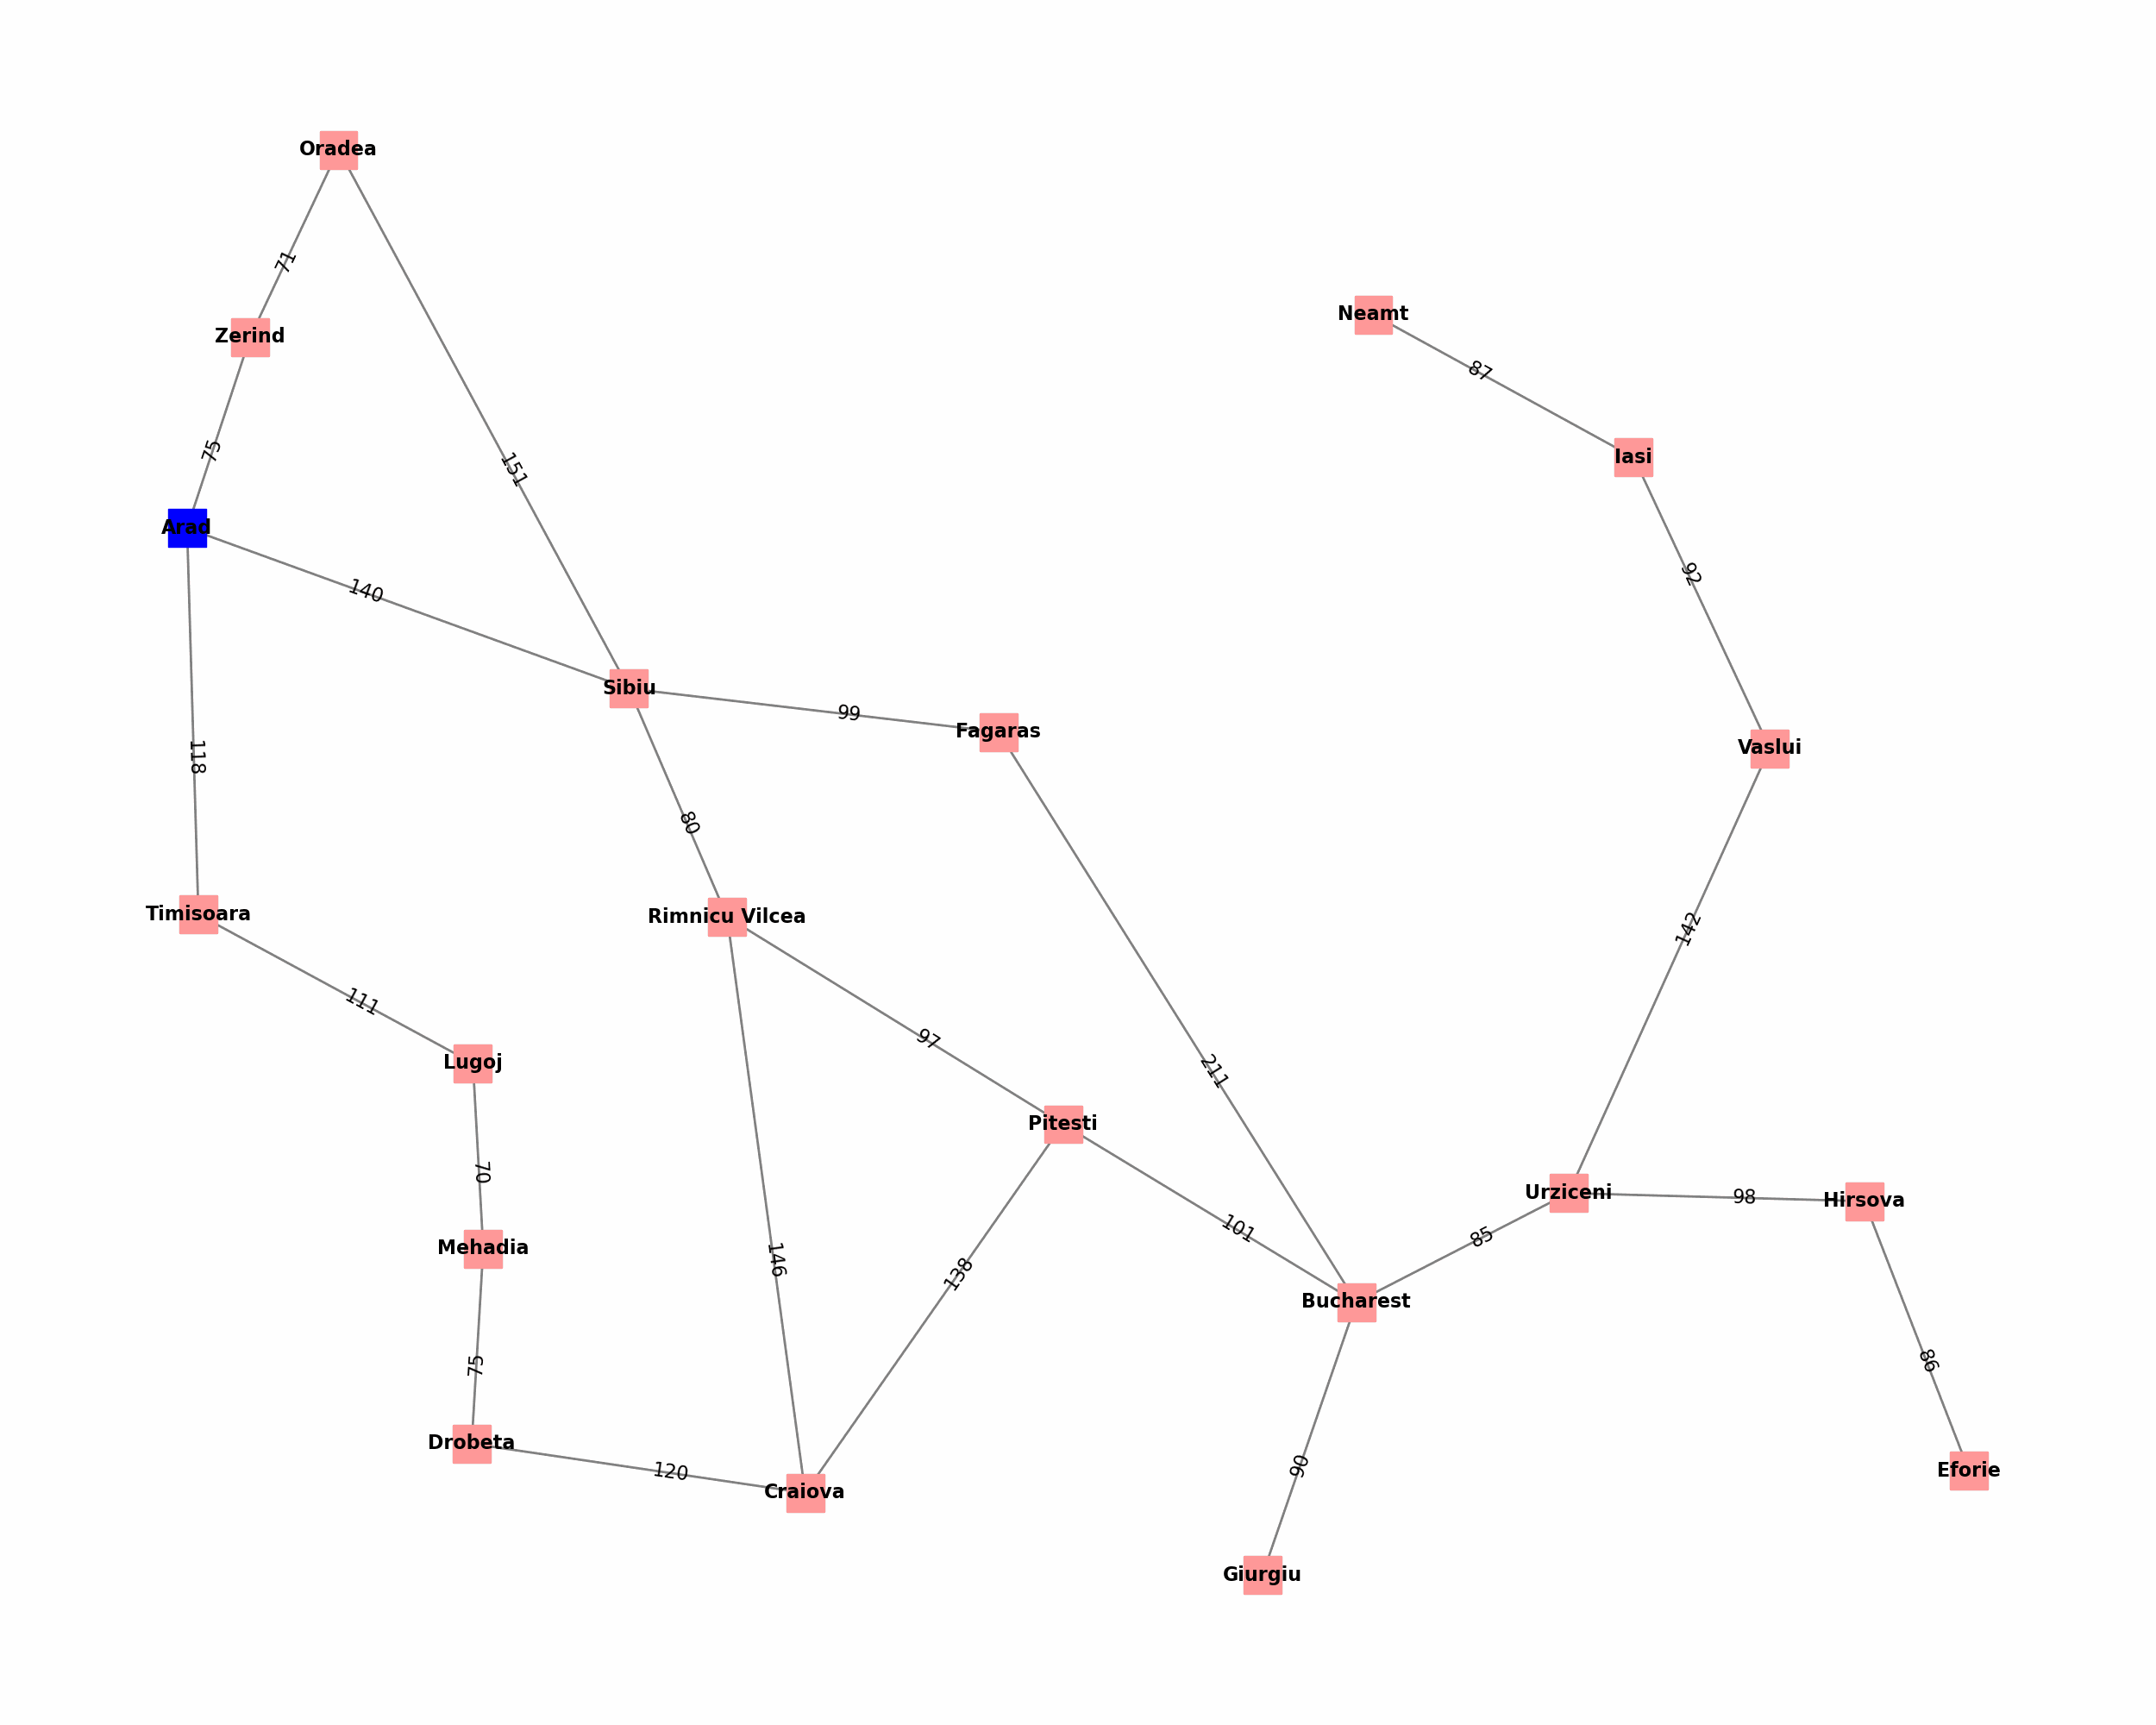 Oradea
71
Neamt
Zerind
87
75
151
Iasi
Arad
92
140
Sibiu
99
Fagaras
Vaslui
118
80
Timisoara
Rimnicu Vilcea
142
111
97
Lugoj
211
Pitesti
70
Urziceni
98
Hirsova
101
85
Mehadia
146
138
Bucharest
75
86
Drobeta
120
90
Eforie
Craiova
Giurgiu